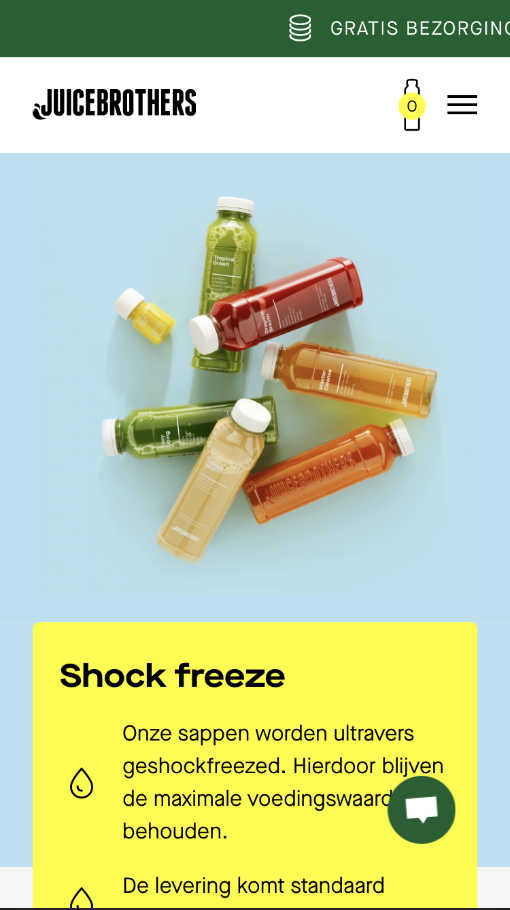 GRATIS BEZORGING
JUICEBROTHERS
0
Tropical
Green
JUICEBROTHERS
Shock freeze
Onze sappen worden ultravers
geshockfreezed. Hierdoor blijven
de maximale voedingswaard
behouden.
De levering komt standaard